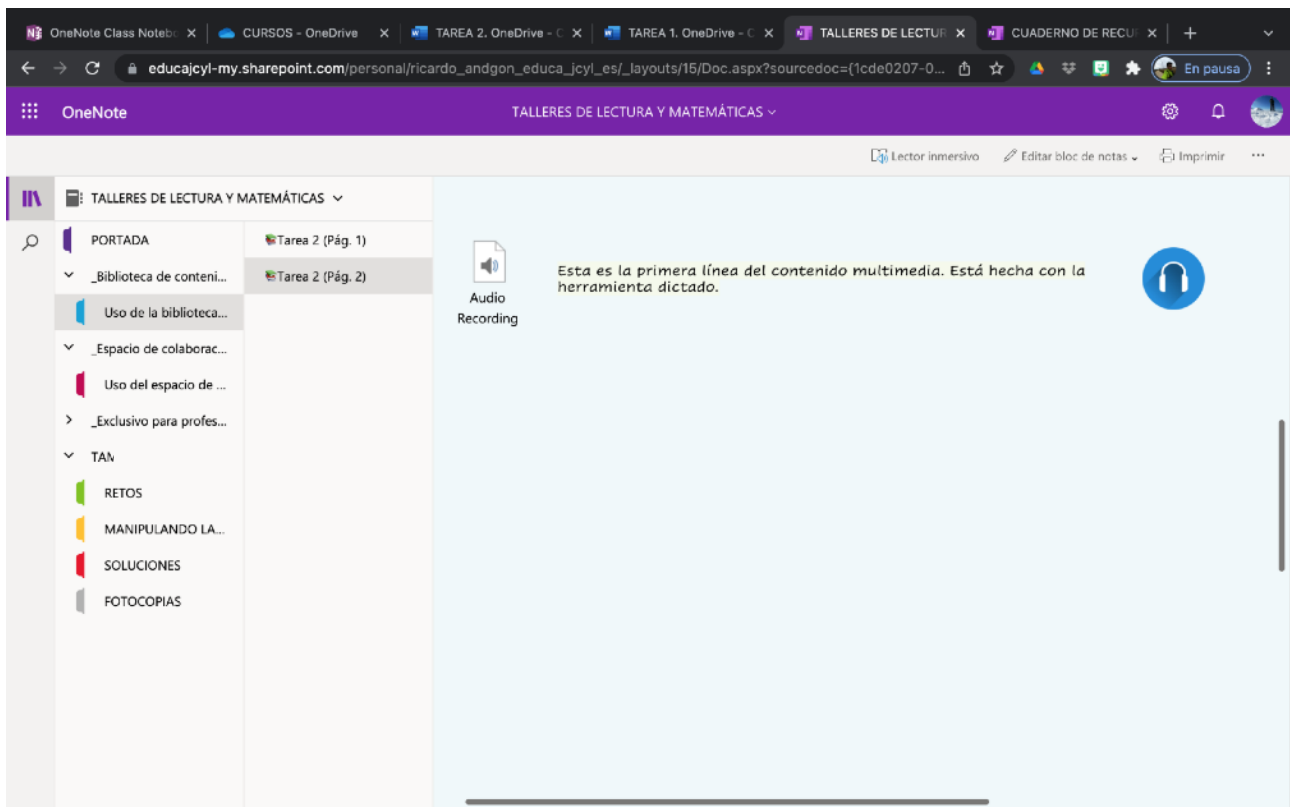 OneNote Class Notebo
CURSOS - OneDrive
TAREA 2. OneDrive - C
TAREA 1. OneDrive - C
TALLERES DE LECTUR
CUADERNO DE RECU
educajcyl-my.sharepoint.com/personal/ricardo_andgon_educa_jcyl_es/_layouts/15/Doc.aspx?sourcedoc={1cde0207-0...
En pausa
OneNote
TALLERES DE LECTURA Y MATEMÁTICAS
Lector inmersivo
Editar bloc de notas
Imprimir
...
TALLERES DE LECTURA Y MATEMÁTICAS
PORTADA
_Biblioteca de conteni...
Uso de la biblioteca...
_Espacio de colaborac...
Uso del espacio de ...
_Exclusivo para profes...
TAN
RETOS
MANIPULANDO LA...
SOLUCIONES
FOTOCOPIAS
Tarea 2 (Pág. 1)
Tarea 2 (Pág. 2)
Audio
Recording
Esta es la primera línea del contenido multimedia. Está hecha con la
herramienta dictado.